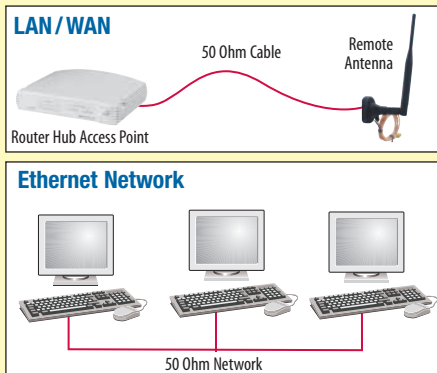 LAN / WAN
50 Ohm Cable
Remote
Antenna
Router Hub Access Point
Ethernet Network
50 Ohm Network